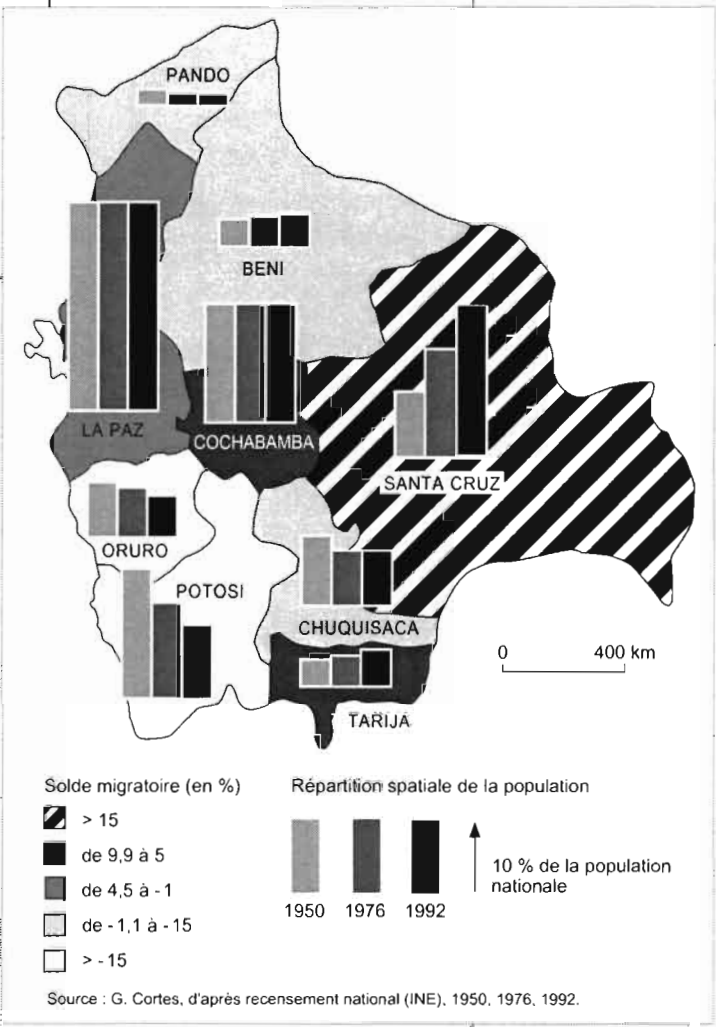 PANDO
BENI
LA PAZ
COCHABAMBA
SANTA CRUZ
ORURO
POTOSI
CHUQUISACA
0 400 km
TARIJA
Solde migratoire (en %)
> 15
de 9,9 à 5
de 4,5 à - 1
de - 1,1 à - 15
> - 15
Répartition spatiale de la population
10 % de la population
nationale
1950 1976 1992
Source : G. Cortes, d'après recensement national (INE), 1950, 1976, 1992.